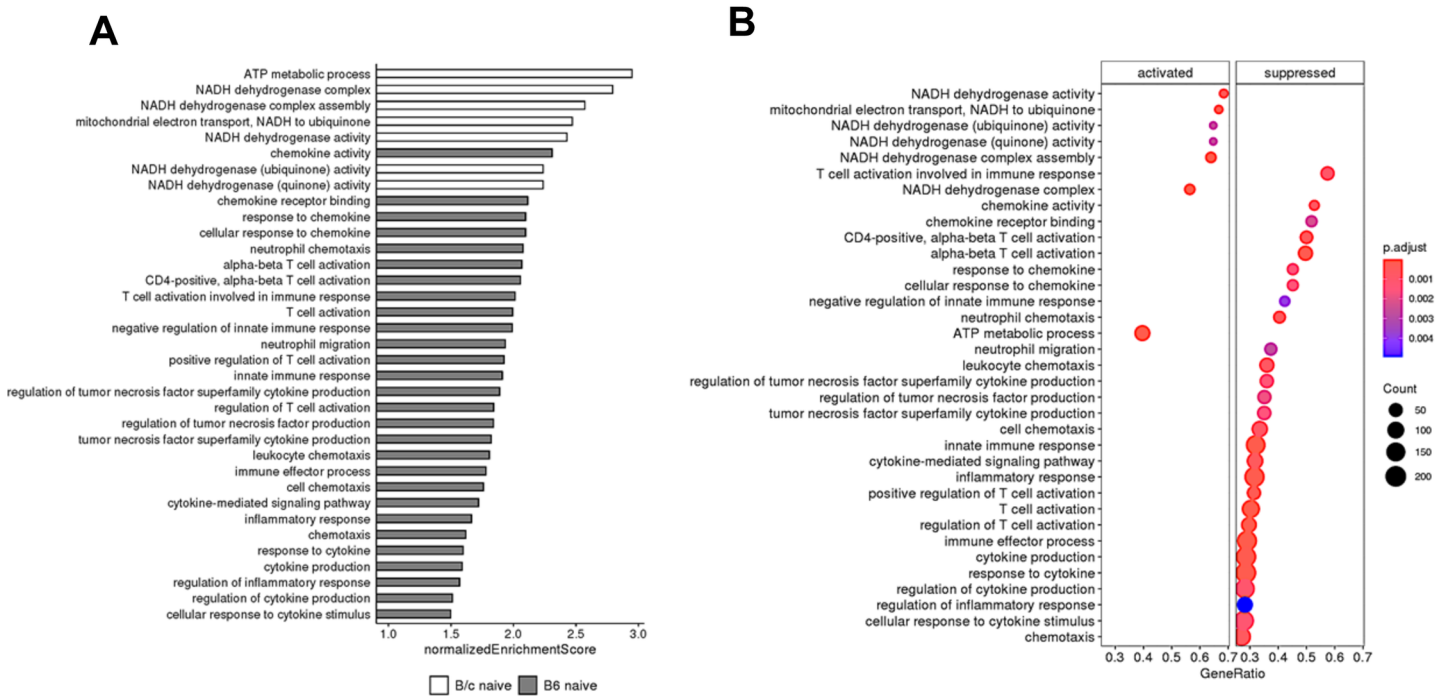 A
ATP metabolic process
NADH dehydrogenase complex
NADH dehydrogenase complex assembly
mitochondrial electron transport, NADH to ubiquinone
NADH dehydrogenase activity
chemokine activity
NADH dehydrogenase (ubiquinone) activity
NADH dehydrogenase (quinone) activity
chemokine receptor binding
response to chemokine
cellular response to chemokine
neutrophil chemotaxis
alpha-beta T cell activation
CD4-positive, alpha-beta T cell activation
T cell activation involved in immune response
T cell activation
negative regulation of innate immune response
neutrophil migration
positive regulation of T cell activation
innate immune response
regulation of tumor necrosis factor superfamily cytokine production
regulation of T cell activation
regulation of tumor necrosis factor production
tumor necrosis factor superfamily cytokine production
leukocyte chemotaxis
immune effector process
cell chemotaxis
cytokine-mediated signaling pathway
inflammatory response
chemotaxis
response to cytokine
cytokine production
regulation of inflammatory response
regulation of cytokine production
cellular response to cytokine stimulus
1.0 1.5 2.0 2.5 3.0
normalizedEnrichmentScore
B/c naive B6 naive
B
activated suppressed
NADH dehydrogenase activity
mitochondrial electron transport, NADH to ubiquinone
NADH dehydrogenase (ubiquinone) activity
NADH dehydrogenase (quinone) activity
NADH dehydrogenase complex assembly
T cell activation involved in immune response
NADH dehydrogenase complex
chemokine activity
chemokine receptor binding
CD4-positive, alpha-beta T cell activation
alpha-beta T cell activation
response to chemokine
cellular response to chemokine
negative regulation of innate immune response
neutrophil chemotaxis
ATP metabolic process
neutrophil migration
leukocyte chemotaxis
regulation of tumor necrosis factor superfamily cytokine production
regulation of tumor necrosis factor production
tumor necrosis factor superfamily cytokine production
cell chemotaxis
innate immune response
cytokine-mediated signaling pathway
inflammatory response
positive regulation of T cell activation
T cell activation
regulation of T cell activation
immune effector process
cytokine production
response to cytokine
regulation of cytokine production
regulation of inflammatory response
cellular response to cytokine stimulus
chemotaxis
0.3 0.4 0.5 0.6 0.7 0.3 0.4 0.5 0.6 0.7
GeneRatio
p.adjust
0.001
0.002
0.003
0.004
Count
50
100
150
200